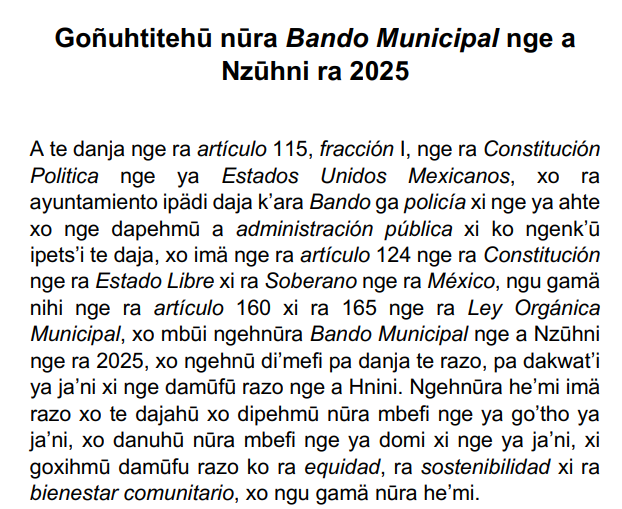 Goñuhtitehū nūra Bando Municipal nge a
Nzūhni ra 2025
A te danja nge ra artículo 115, fracción I, nge ra Constitución
Politica nge ya Estados Unidos Mexicanos, xo ra
ayuntamiento ipädi daja k’ara Bando ga policía xi nge ya ahte
xo nge dapehmū a administración pública xi ko ngenk’ū
ipets’i te daja, xo imä nge ra artículo 124 nge ra Constitución
nge ra Estado Libre xi ra Soberano nge ra México, ngu gamä
nihi nge ra artículo 160 xi ra 165 nge ra Ley Orgánica
Municipal, xo mbūi ngehnūra Bando Municipal nge a Nzūhni
nge ra 2025, xo ngehnū di’mefi pa danja te razo, pa dakwat’i
ya ja’ni xi nge damūfū razo nge a Hnini. Ngehnūra he’mi imä
razo xo te dajahū xo dipehmū nūra mbefi nge ya go’tho ya
ja’ni, xo danuhū nūra mbefi nge ya domi xi nge ya ja’ni, xi
goxihmū damūfu razo ko ra equidad, ra sostenibilidad xi ra
bienestar comunitario, xo ngu gamä nūra he’mi.